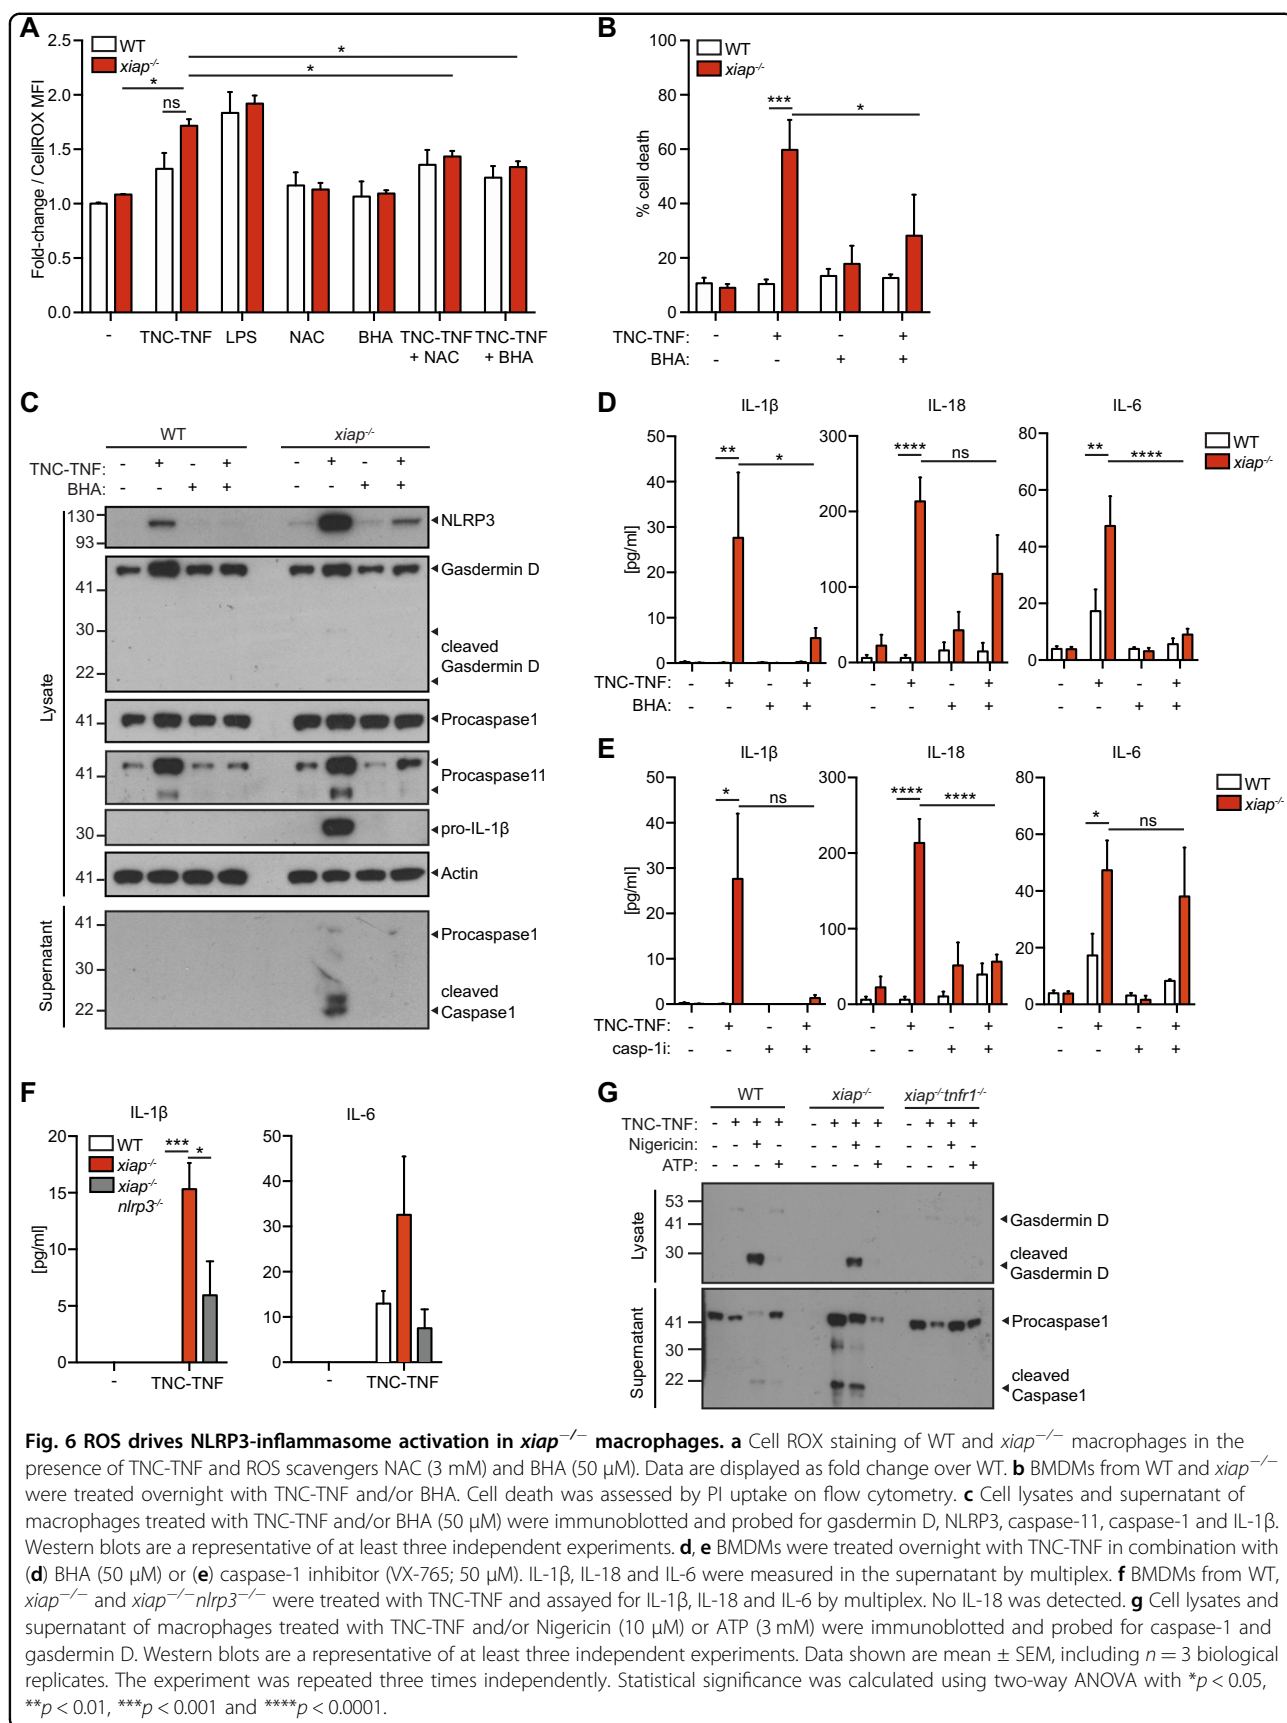 A
WT
xiap-/-
Fold-change / CellROX MFI
2.5
2.0
1.5
1.0
0.5
0.0
*
ns
*
*
- TNC-TNF LPS NAC BHA TNC-TNF TNC-TNF
+ NAC + BHA
B
WT
xiap-/-
% cell death
100
80
60
40
20
0
***
*
TNC-TNF: - + - +
BHA: - - + +
C
WT xiap-/-
TNC-TNF: - + - + - + - +
BHA: - - + + - - + +
Lysate
130
93
NLRP3
Gasdermin D
41
30
cleaved
Gasdermin D
22
41
Procaspase1
41
Procaspase11
30
pro-IL-1β
41
Actin
Supernatant
41
Procaspase1
30
cleaved
Caspase1
22
D
IL-1β IL-18 IL-6
WT
xiap-/-
[pg/ml]
50
40
30
20
10
0
** *
300
200
100
0
**** ns
80
60
40
20
0
** ****
TNC-TNF: - + - + - + - + - + - +
BHA: - - + + - - + + - - + +
E
IL-1β IL-18 IL-6
WT
xiap-/-
[pg/ml]
50
40
30
20
10
0
* ns
300
200
100
0
**** ****
80
60
40
20
0
* ns
TNC-TNF: - + - + - + - + - + - +
casp-1i: - - + + - - + + - - + +
F
IL-1β IL-6
WT
xiap-/-
xiap-/-
nlrp3-/-
[pg/ml]
20
15
10
5
0
*** *
- TNC-TNF
50
40
30
20
10
0
- TNC-TNF
G
WT xiap-/- xiap-/-tnfr1-/-
TNC-TNF: - + + + - + + + - + + +
Nigericin: - - + - - - + - - - + -
ATP: - - - + - - - + - - - +
Lysate
53
41
30
Gasdermin D
cleaved
Gasdermin D
Supernatant
41
30
22
Procaspase1
cleaved
Caspase1
Fig. 6 ROS drives NLRP3-inflammasome activation in xiap−/− macrophages. a Cell ROX staining of WT and xiap−/− macrophages in the
presence of TNC-TNF and ROS scavengers NAC (3 mM) and BHA (50 μM). Data are displayed as fold change over WT. b BMDMs from WT and xiap−/−
were treated overnight with TNC-TNF and/or BHA. Cell death was assessed by PI uptake on flow cytometry. c Cell lysates and supernatant of
macrophages treated with TNC-TNF and/or BHA (50 μM) were immunoblotted and probed for gasdermin D, NLRP3, caspase-11, caspase-1 and IL-1β.
Western blots are a representative of at least three independent experiments. d, e BMDMs were treated overnight with TNC-TNF in combination with
(d) BHA (50 μM) or (e) caspase-1 inhibitor (VX-765; 50 μM). IL-1β, IL-18 and IL-6 were measured in the supernatant by multiplex. f BMDMs from WT,
xiap−/− and xiap−/−nlrp3−/− were treated with TNC-TNF and assayed for IL-1β, IL-18 and IL-6 by multiplex. No IL-18 was detected. g Cell lysates and
supernatant of macrophages treated with TNC-TNF and/or Nigericin (10 μM) or ATP (3 mM) were immunoblotted and probed for caspase-1 and
gasdermin D. Western blots are a representative of at least three independent experiments. Data shown are mean ± SEM, including n = 3 biological
replicates. The experiment was repeated three times independently. Statistical significance was calculated using two-way ANOVA with *p < 0.05,
**p < 0.01, ***p < 0.001 and ****p < 0.0001.